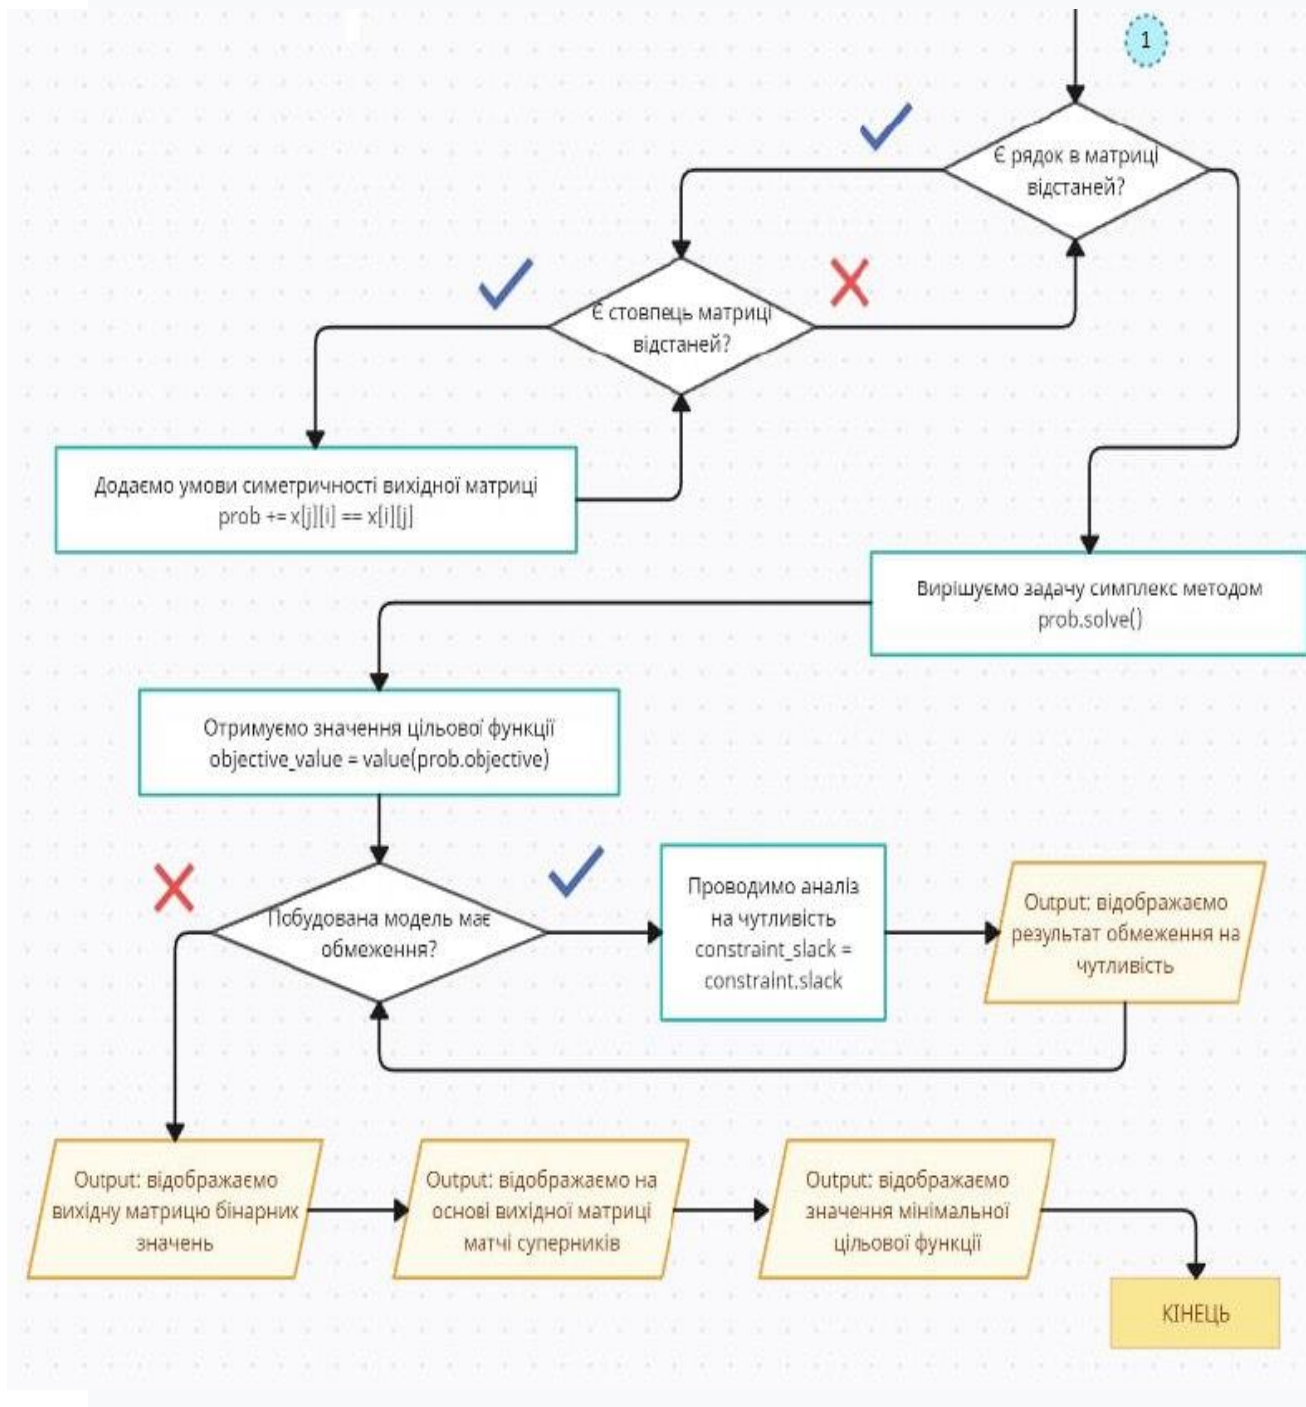 1
Є рядок в матриці
відстаней?
Є стовпець матриці
відстаней?
Додаємо умови симетричності вихідної матриці
prob += x[j][i] == x[i][j]
Вирішуємо задачу симплекс методом
prob.solve()
Отримуємо значення цільової функції
objective_value = value(prob.objective)
Побудована модель має
обмеження?
Проводимо аналіз
на чутливість
constraint_slack =
constraint.slack
Output: відображаємо
результат обмеження на
чутливість
Output: відображаємо
вихідну матрицю бінарних
значень
Output: відображаємо на
основі вихідної матриці
матчі суперників
Output: відображаємо
значення мінімальної
цільової функції
КІНЕЦЬ